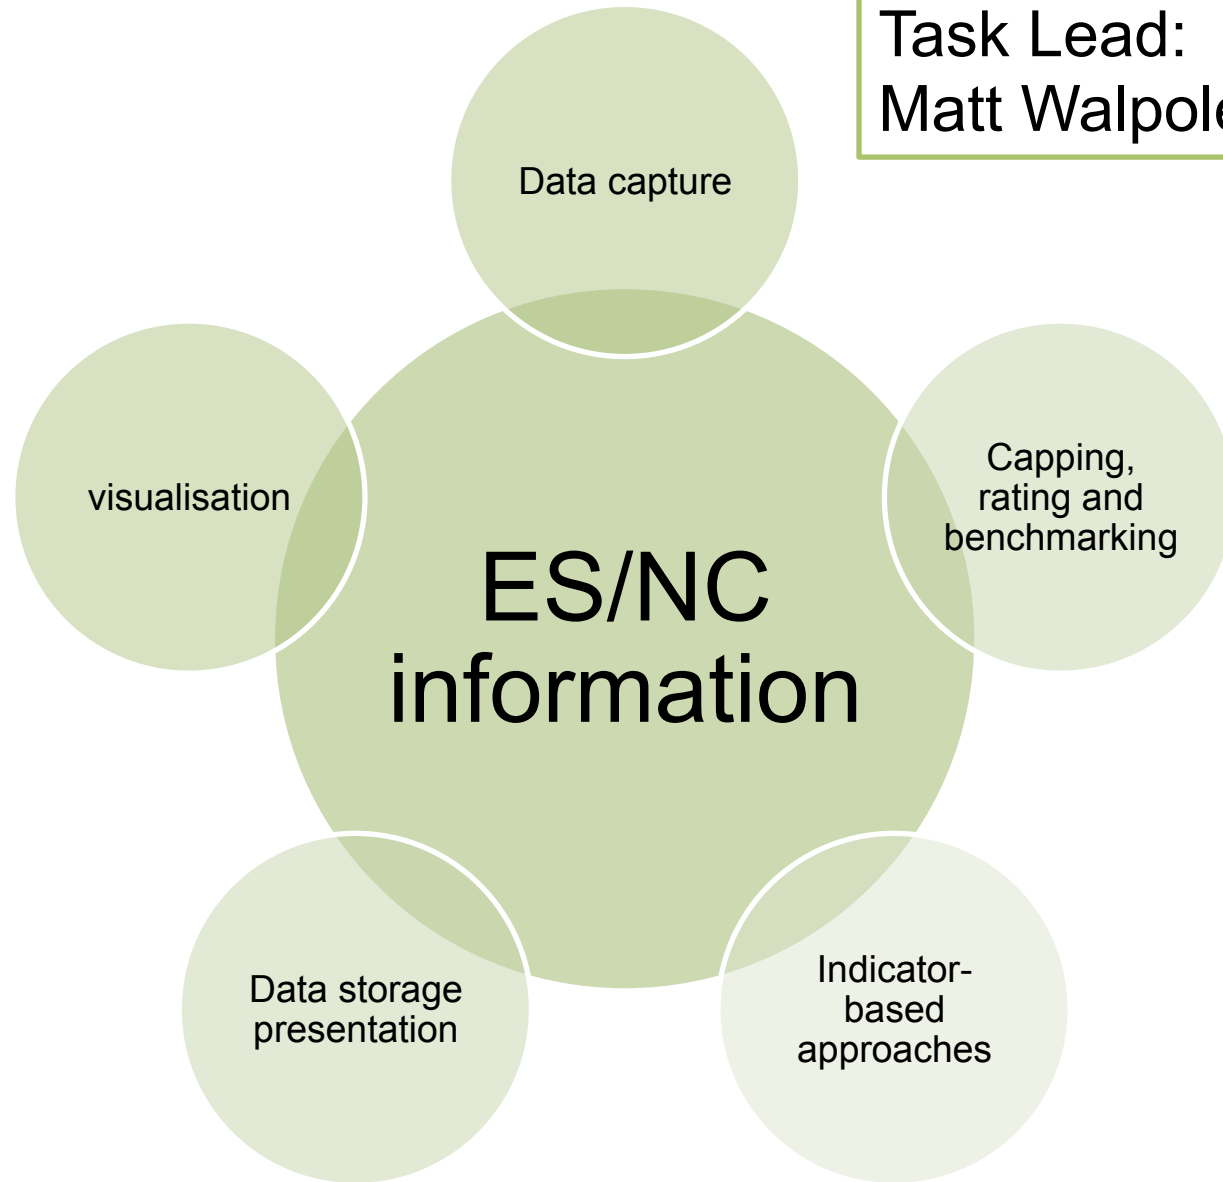 Task Lead:
Matt Walpole
Data capture
visualisation
Capping,
rating and
benchmarking
ES/NC
information
Data storage
presentation
Indicator-
based
approaches